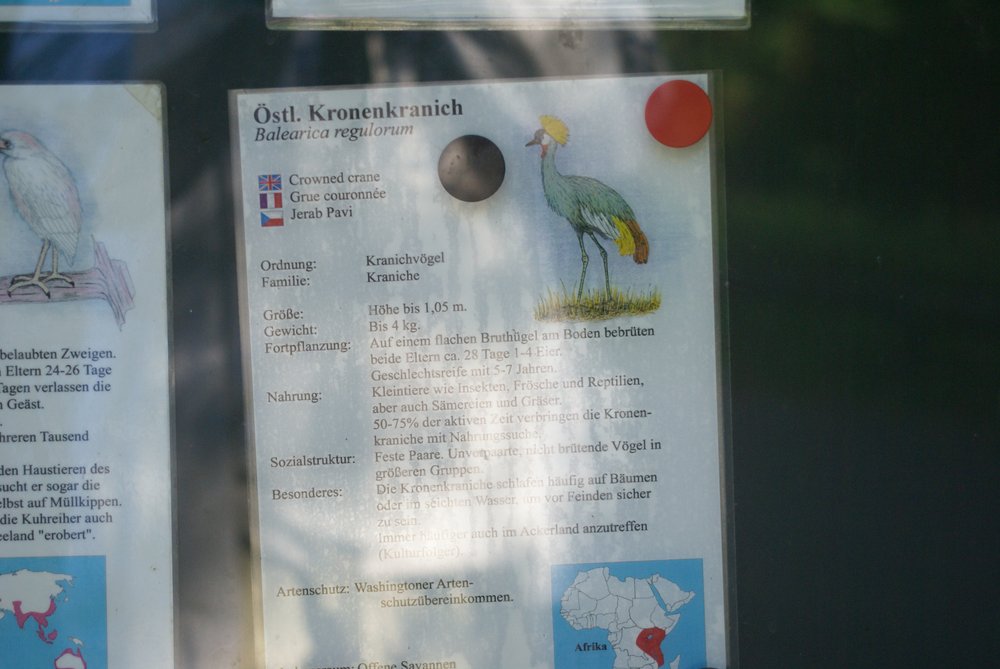 Östl. Kronenkranich
Balearica regulorum
Crowned crane
Grue couronnée
Jerab Pavi
Ordnung: Kranichvögel
Familie: Kraniche
Größe: Höhe bis 1,05 m.
Gewicht: Bis 4 kg.
Fortpflanzung: Auf einem flachen Bruthügel am Boden bebrüten
beide Eltern ca. 28 Tage 1-4 Eier.
Geschlechtsreife mit 5-7 Jahren.
Nahrung: Kleintiere wie Insekten, Frösche und Reptilien,
aber auch Sämereien und Gräser.
50-75% der aktiven Zeit verbringen die Kronen-
kraniche mit Nahrungssuche.
Sozialstruktur: Feste Paare. Unverpaarte, nicht brütende Vögel in
größeren Gruppen.
Besonderes: Die Kronenkraniche schlafen häufig auf Bäumen
oder im seichten Wasser, um vor Feinden sicher
zu sein.
Immer häufiger auch im Ackerland anzutreffen
(Kulturfolger).
Artenschutz: Washingtoner Arten-
schutzübereinkommen.
Afrika
Offene Savannen
belaubten Zweigen.
Eltern 24-26 Tage
Tagen verlassen die
Geäst.
hreren Tausend
den Haustieren des
sucht er sogar die
elbst auf Müllkippen.
die Kuhreiher auch
eeland "erobert".